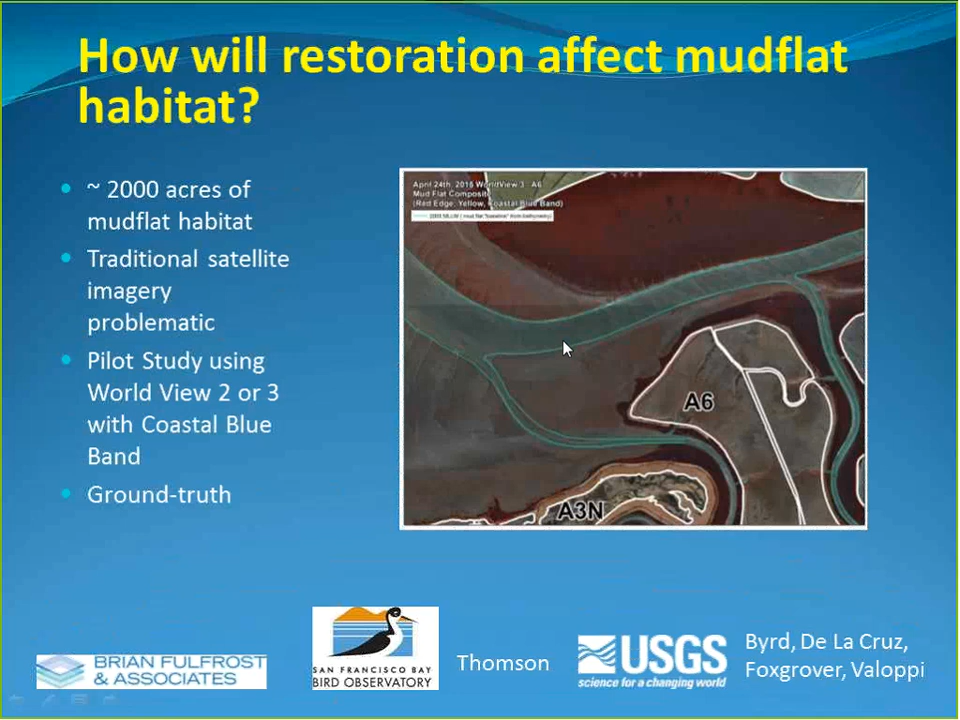 How will restoration affect mudflat
habitat?
~ 2000 acres of
mudflat habitat
Traditional satellite
imagery
problematic
Pilot Study using
World View 2 or 3
with Coastal Blue
Band
Ground-truth
April 24th, 2016 WorldView 3 A6
Mud Flat Composite
(Red Edge, Yellow, Coastal Blue Band)
A6
A3N
BRIAN FULFROST
& ASSOCIATES
SAN FRANCISCO BAY
BIRD OBSERVATORY
Thomson
USGS
science for a changing world
Byrd, De La Cruz,
Foxgrover, Valoppi